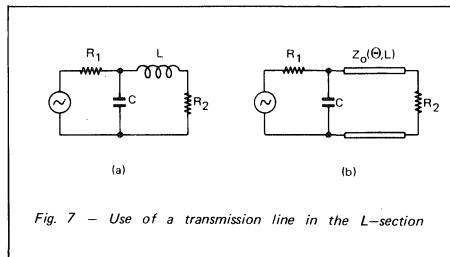 R1 L R2 C
(a)
R1 Zo(Θ,L) C R2
(b)
Fig. 7 – Use of a transmission line in the L–section